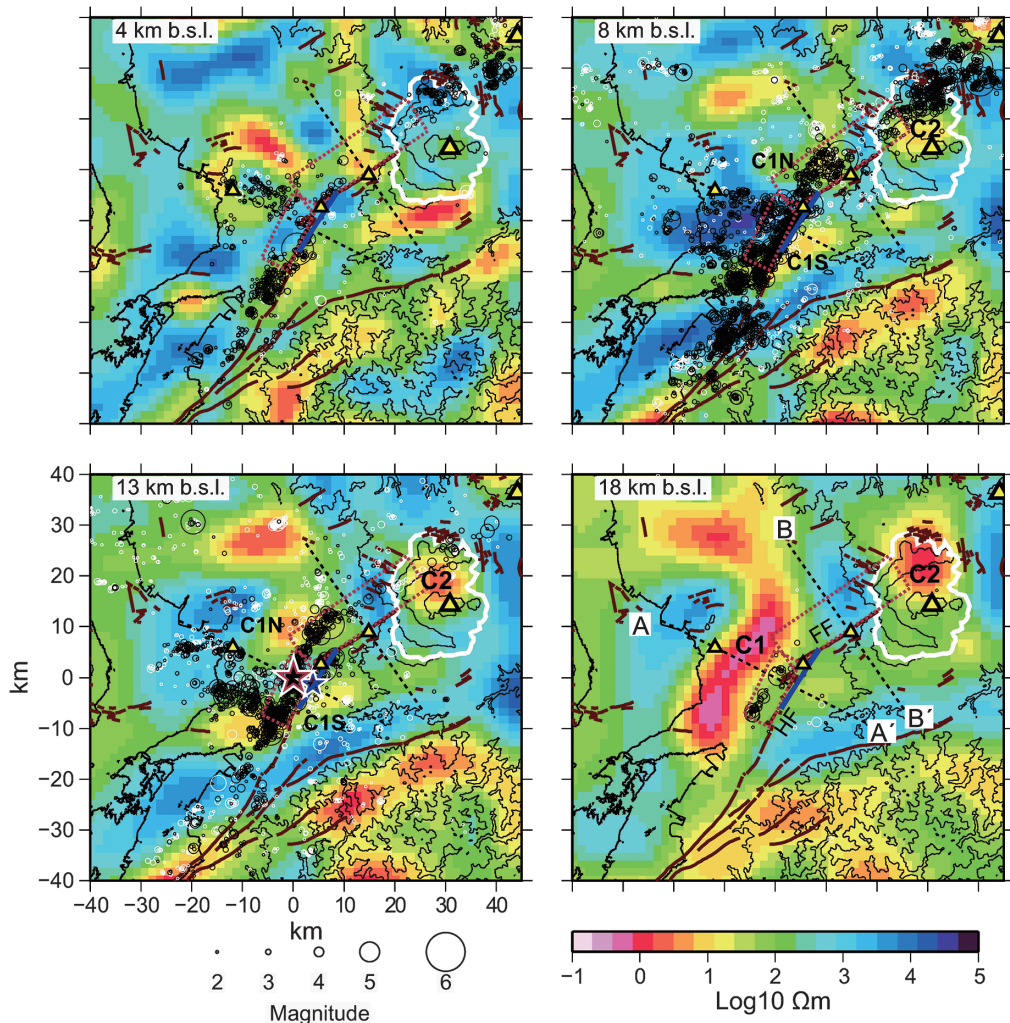 4 km b.s.l.
8 km b.s.l.
C2
C1N
C1S
40
30
20
10
0
−10
−20
−30
−40
km
13 km b.s.l.
C2
C1N
C1S
18 km b.s.l.
B
C2
A
C1
FF
HF
A´
B´
−40
−30
−20
−10
0
10
20
30
40
km
2
3
4
5
6
Magnitude
−1
0
1
2
3
4
5
Log10 Ωm